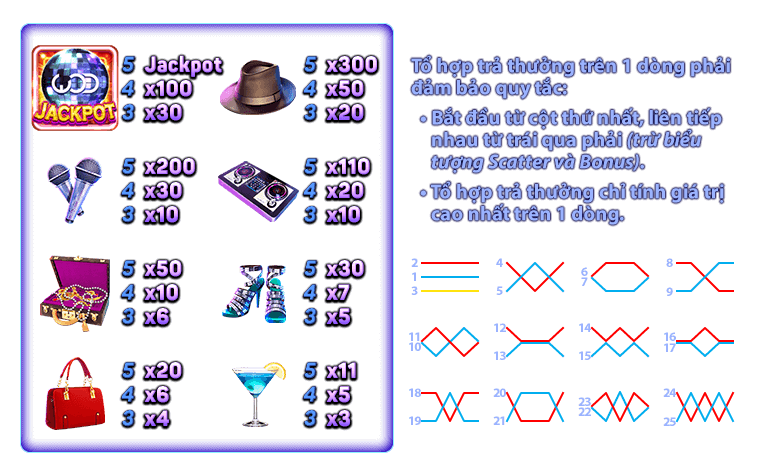 WOD
JACKPOT
5 Jackpot
4 x100
3 x30
5 x300
4 x50
3 x20
5 x200
4 x30
3 x10
5 x110
4 x20
3 x10
5 x50
4 x10
3 x6
5 x30
4 x7
3 x5
5 x20
4 x6
3 x4
5 x11
4 x5
3 x3
Tổ hợp trả thưởng trên 1 dòng phải
đảm bảo quy tắc:
• Bắt đầu từ cột thứ nhất, liên tiếp
nhau từ trái qua phải (trừ biểu
tượng Scatter và Bonus).
• Tổ hợp trả thưởng chỉ tính giá trị
cao nhất trên 1 dòng.
2
1
3
4
5
6
7
8
9
11
10
12
13
14
15
16
17
18
19
20
21
23
22
24
25